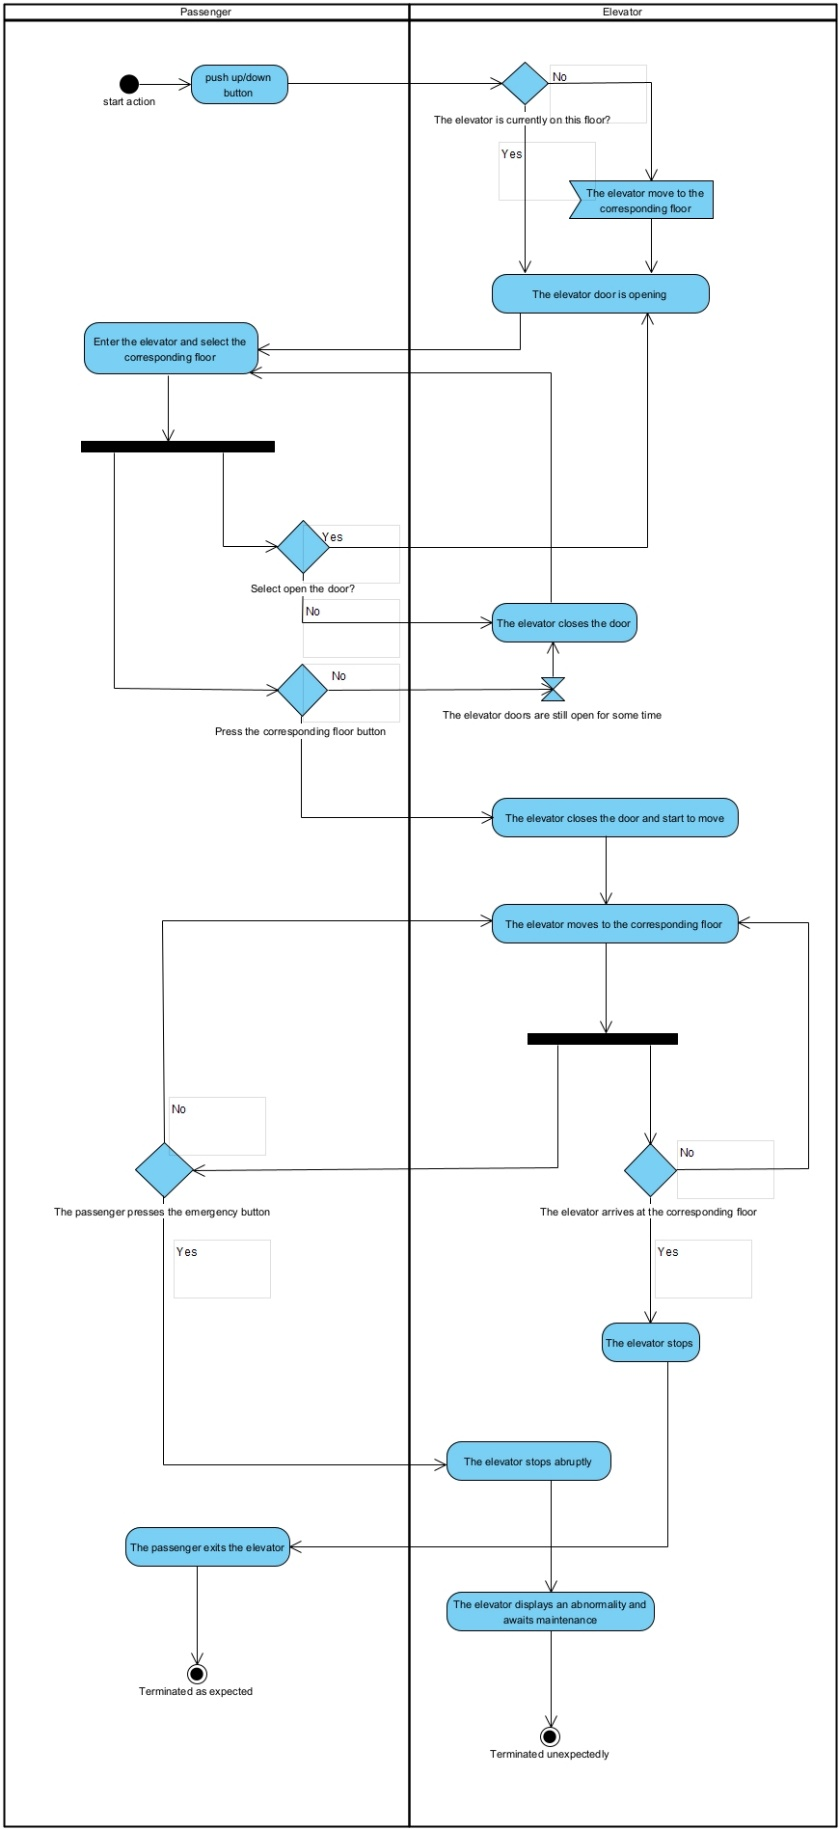 Passenger
Elevator
push up/down
button
start action
No
The elevator is currently on this floor?
Yes
The elevator move to the
corresponding floor
The elevator door is opening
Enter the elevator and select the
corresponding floor
Yes
Select open the door?
No
The elevator closes the door
No
The elevator doors are still open for some time
Press the corresponding floor button
The elevator closes the door and start to move
The elevator moves to the corresponding floor
No
No
The passenger presses the emergency button
The elevator arrives at the corresponding floor
Yes
Yes
The elevator stops
The elevator stops abruptly
The passenger exits the elevator
The elevator displays an abnormality and
awaits maintenance
Terminated as expected
Terminated unexpectedly